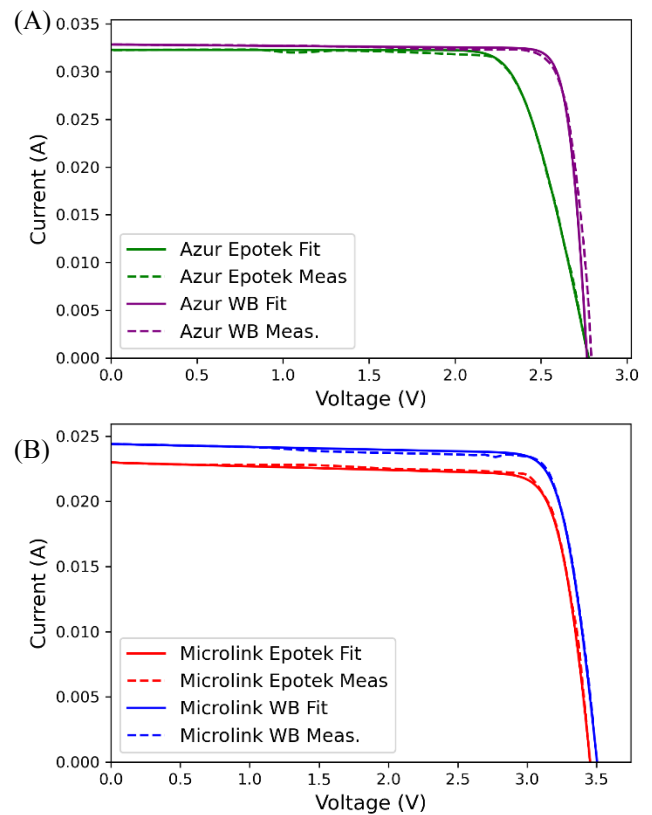 (A)
0.035
0.030
0.025
0.020
0.015
0.010
0.005
0.000
Current (A)
Azur Epotek Fit
Azur Epotek Meas
Azur WB Fit
Azur WB Meas.
0.0 0.5 1.0 1.5 2.0 2.5 3.0
Voltage (V)
(B)
0.025
0.020
0.015
0.010
0.005
0.000
Current (A)
Microlink Epotek Fit
Microlink Epotek Meas
Microlink WB Fit
Microlink WB Meas.
0.0 0.5 1.0 1.5 2.0 2.5 3.0 3.5
Voltage (V)